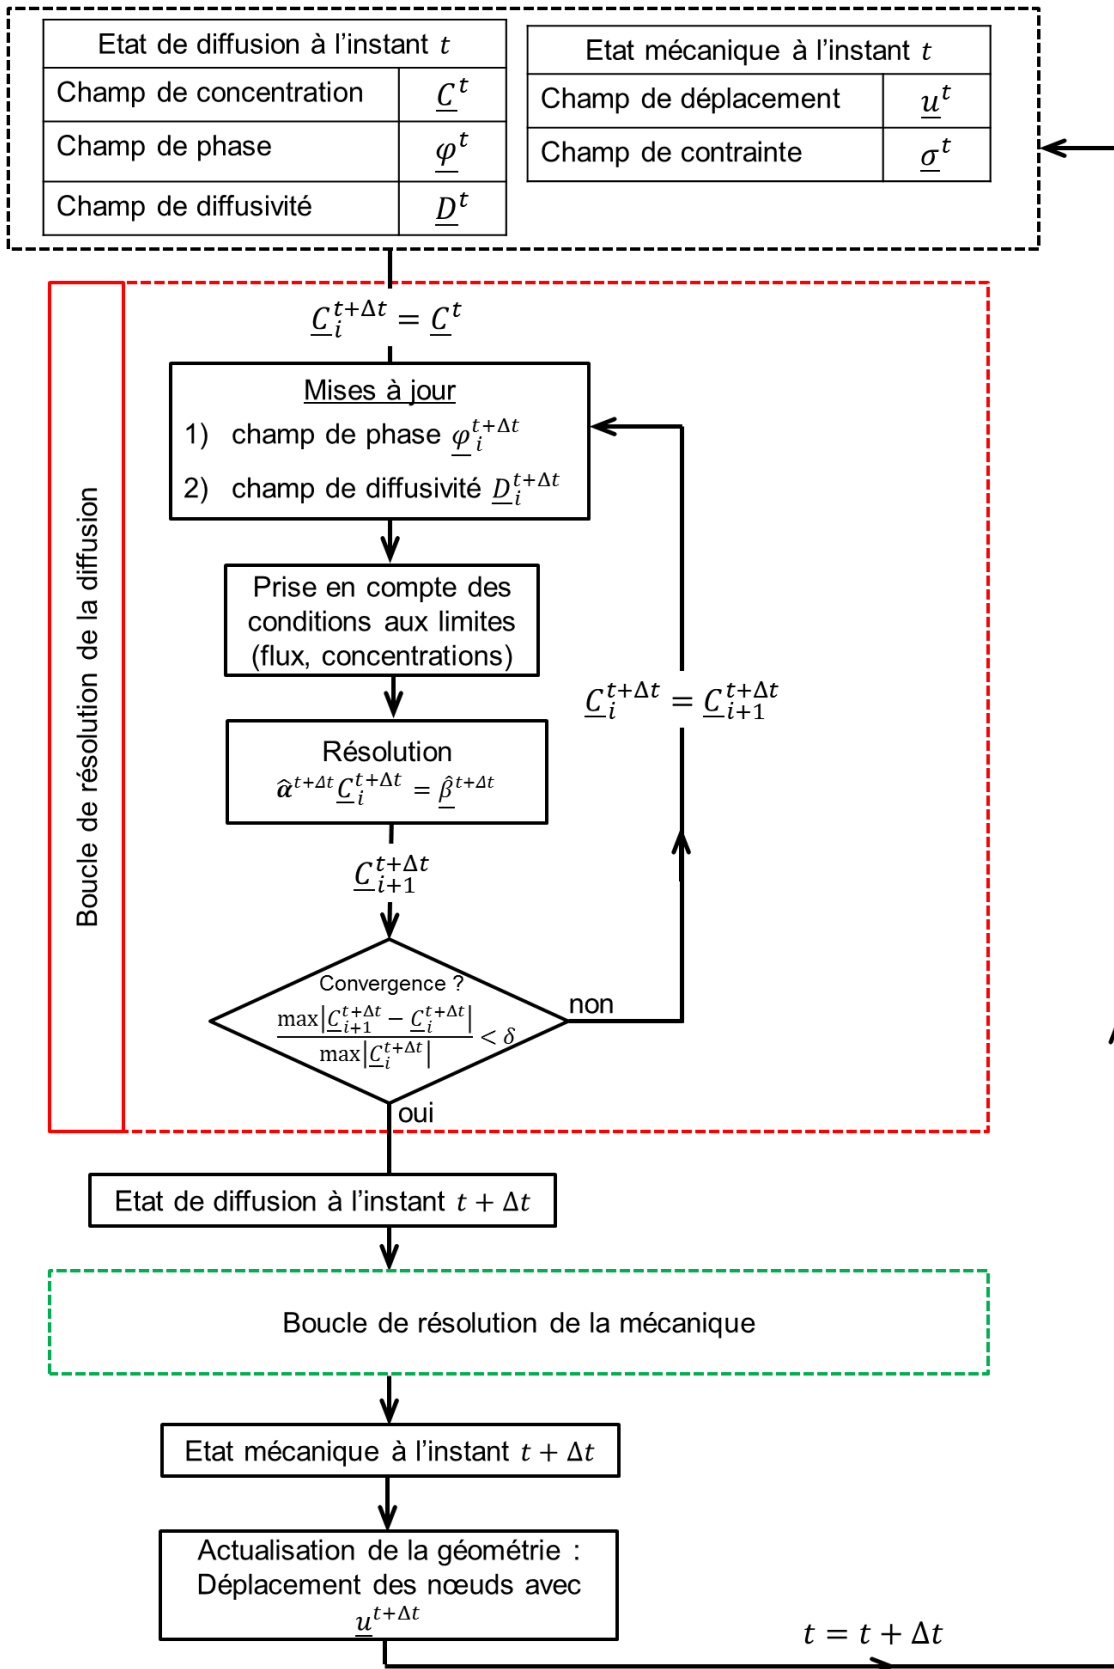 Etat de diffusion à l’instant t
Champ de concentration C^t
Champ de phase φ^t
Champ de diffusivité D^t
Etat mécanique à l’instant t
Champ de déplacement u^t
Champ de contrainte σ^t
C_i^{t+Δt} = C^t
Mises à jour
1) champ de phase φ_i^{t+Δt}
2) champ de diffusivité D_i^{t+Δt}
Prise en compte des
conditions aux limites
(flux, concentrations)
Résolution
α̂^{t+Δt} C_i^{t+Δt} = β̂^{t+Δt}
C_{i+1}^{t+Δt}
Convergence ?
max|C_{i+1}^{t+Δt} − C_i^{t+Δt}| / max|C_i^{t+Δt}| < δ
non
C_i^{t+Δt} = C_{i+1}^{t+Δt}
oui
Boucle de résolution de la diffusion
Etat de diffusion à l’instant t + Δt
Boucle de résolution de la mécanique
Etat mécanique à l’instant t + Δt
Actualisation de la géométrie :
Déplacement des nœuds avec
u^{t+Δt}
t = t + Δt